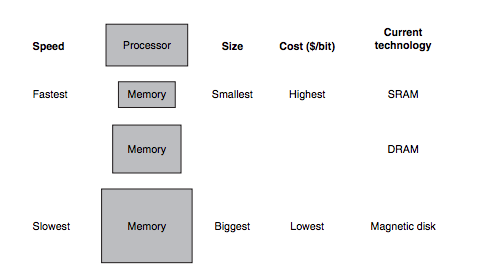 Speed Processor Size Cost ($/bit) Current
technology
Fastest Memory Smallest Highest SRAM
Memory DRAM
Slowest Memory Biggest Lowest Magnetic disk